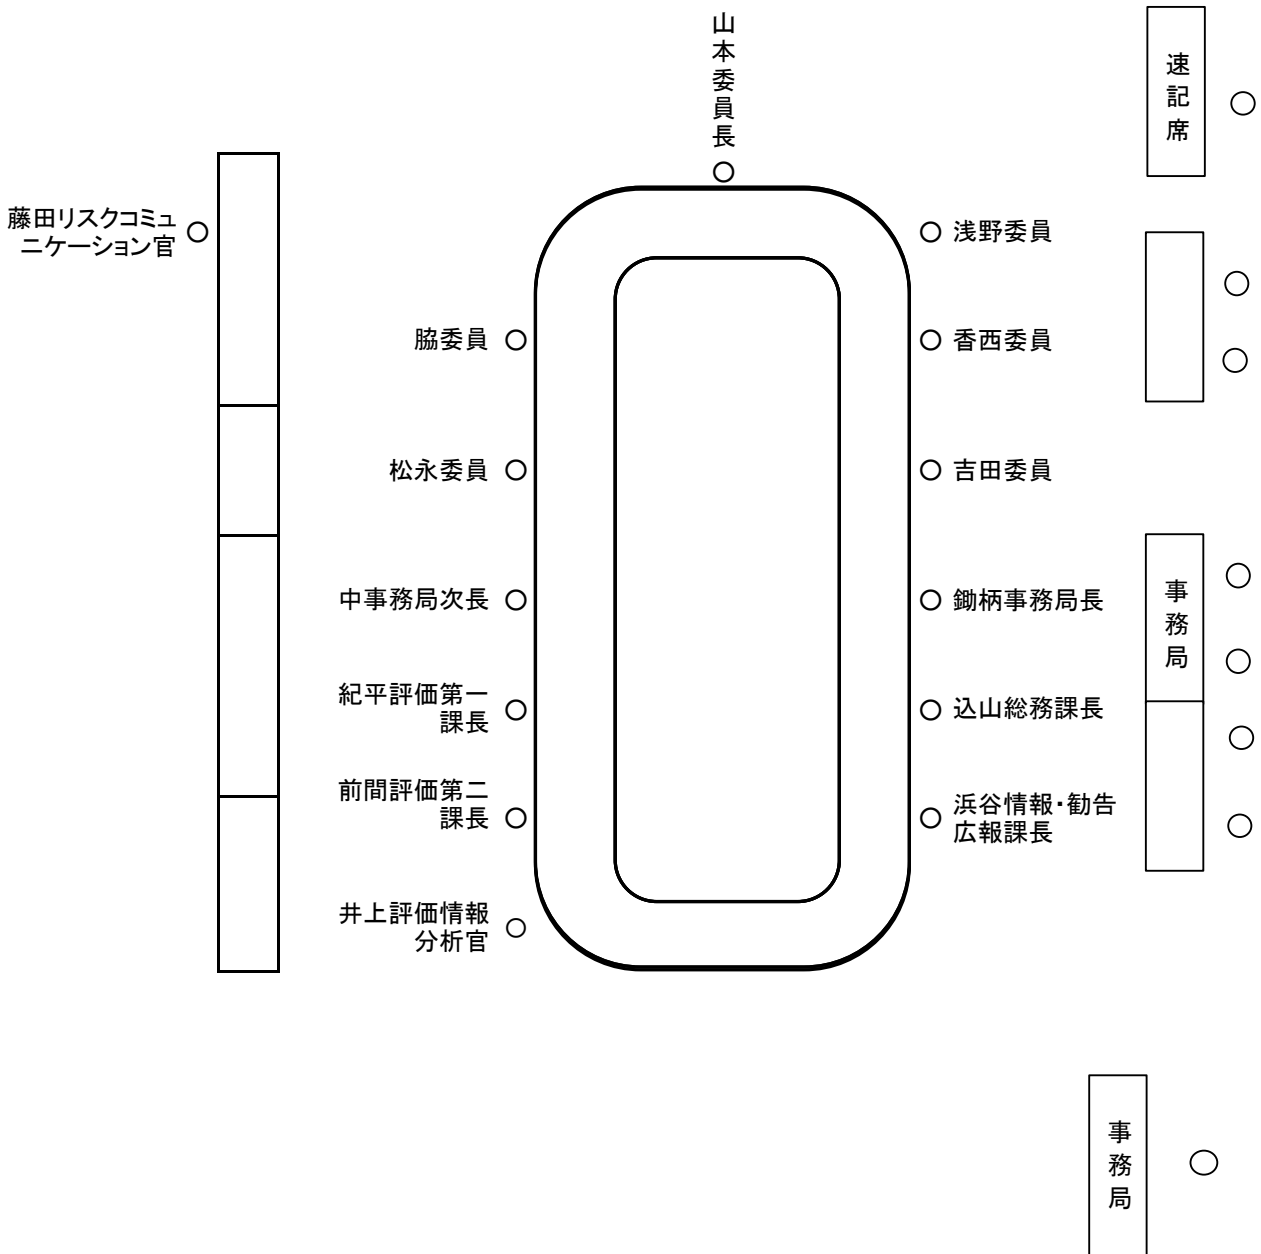 山本委員長
速記席
藤田リスクコミュ
ニケーション官
浅野委員
脇委員
香西委員
松永委員
吉田委員
中事務局次長
鋤柄事務局長
事務局
紀平評価第一
課長
込山総務課長
前間評価第二
課長
浜谷情報・勧告
広報課長
井上評価情報
分析官
事務局